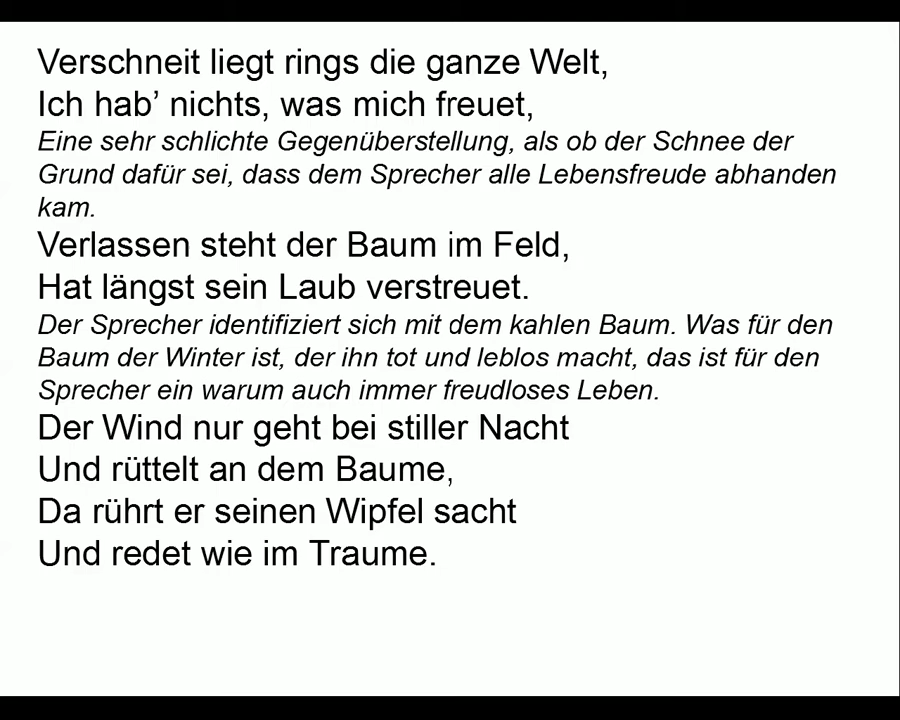 Verschneit liegt rings die ganze Welt,
Ich hab’ nichts, was mich freuet,
Eine sehr schlichte Gegenüberstellung, als ob der Schnee der
Grund dafür sei, dass dem Sprecher alle Lebensfreude abhanden
kam.
Verlassen steht der Baum im Feld,
Hat längst sein Laub verstreuet.
Der Sprecher identifiziert sich mit dem kahlen Baum. Was für den
Baum der Winter ist, der ihn tot und leblos macht, das ist für den
Sprecher ein warum auch immer freudloses Leben.
Der Wind nur geht bei stiller Nacht
Und rüttelt an dem Baume,
Da rührt er seinen Wipfel sacht
Und redet wie im Traume.